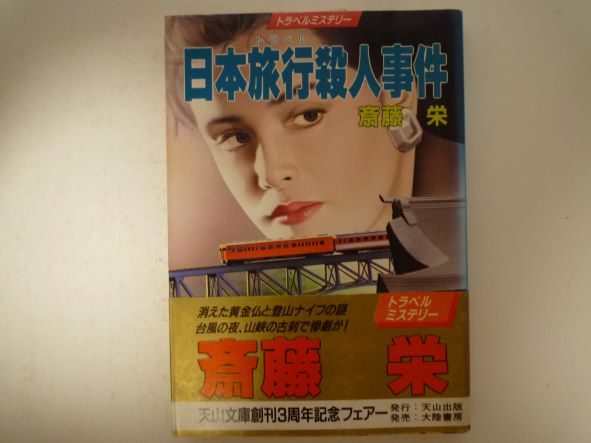 トラベルミステリー
トラベル
日本旅行殺人事件
斎藤 栄
消えた黄金仏と登山ナイフの謎
台風の夜、山峡の古刹で惨劇が!
トラベル
ミステリー
斎藤 栄
天山文庫創刊3周年記念フェアー
発行:天山出版
発売:大陸書房